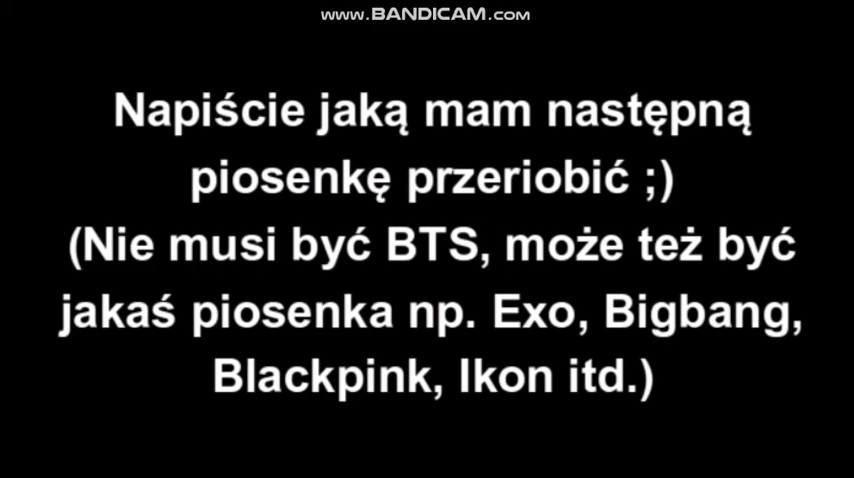 www.BANDICAM.com
Napiście jaką mam następną
piosenkę przeriobić ;)
(Nie musi być BTS, może też być
jakaś piosenka np. Exo, Bigbang,
Blackpink, Ikon itd.)